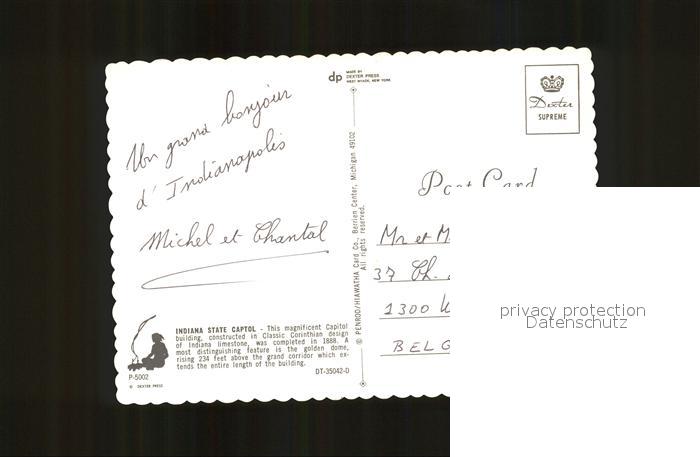 Un grand bonjour
d' Indianapolis
Michel et Chantal
INDIANA STATE CAPTOL - This magnificent Capitol
building, constructed in Classic Corinthian design
of Indiana limestone, was completed in 1888. A
most distinguishing feature is the golden dome,
rising 234 feet above the grand corridor which ex-
tends the entire length of the building.
P-5002
DT-35042-D
© DEXTER PRESS
dp
MADE BY
DEXTER PRESS
WEST NYACK, NEW YORK
© PENROD/HIAWATHA Card Co., Berrien Center, Michigan 49102
All rights reserved.
Dexter
SUPREME
Post Card
Mr et M
37 Ch.
1300
BELG
privacy protection
Datenschutz